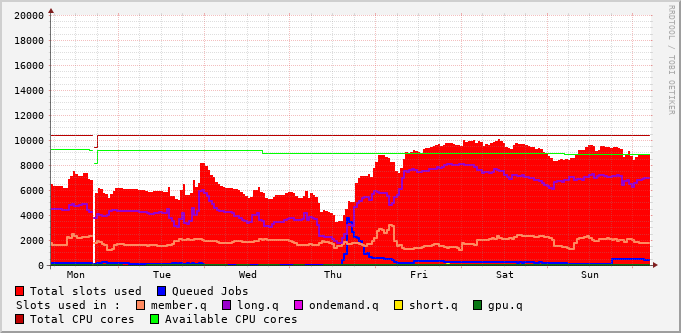 20000
18000
16000
14000
12000
10000
8000
6000
4000
2000
0
Mon Tue Wed Thu Fri Sat Sun
Total slots used Queued Jobs
Slots used in : member.q long.q ondemand.q short.q gpu.q
Total CPU cores Available CPU cores
RRDTOOL / TOBI OETIKER